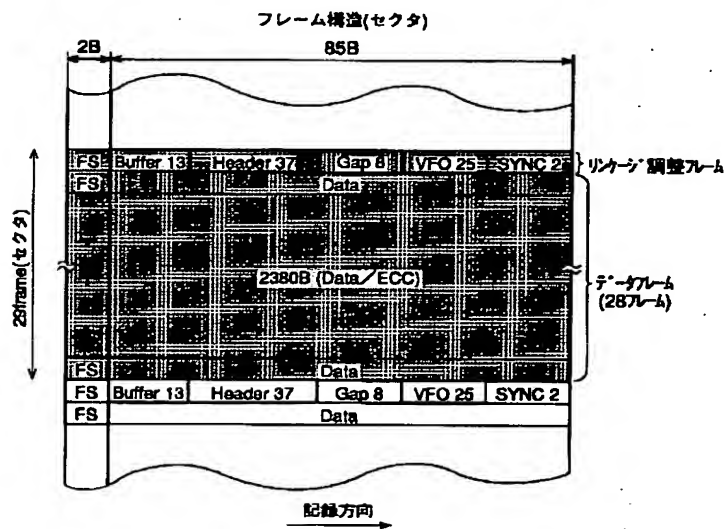 フレーム構造(セクタ)
2B 85B
FS Buffer 13 Header 37 Gap 8 VFO 25 SYNC 2
リンケージ調整フレーム
FS Data
29frame(セクタ)
2380B (Data/ECC)
データフレーム
(28フレーム)
FS Data
FS Buffer 13 Header 37 Gap 8 VFO 25 SYNC 2
FS Data
記録方向